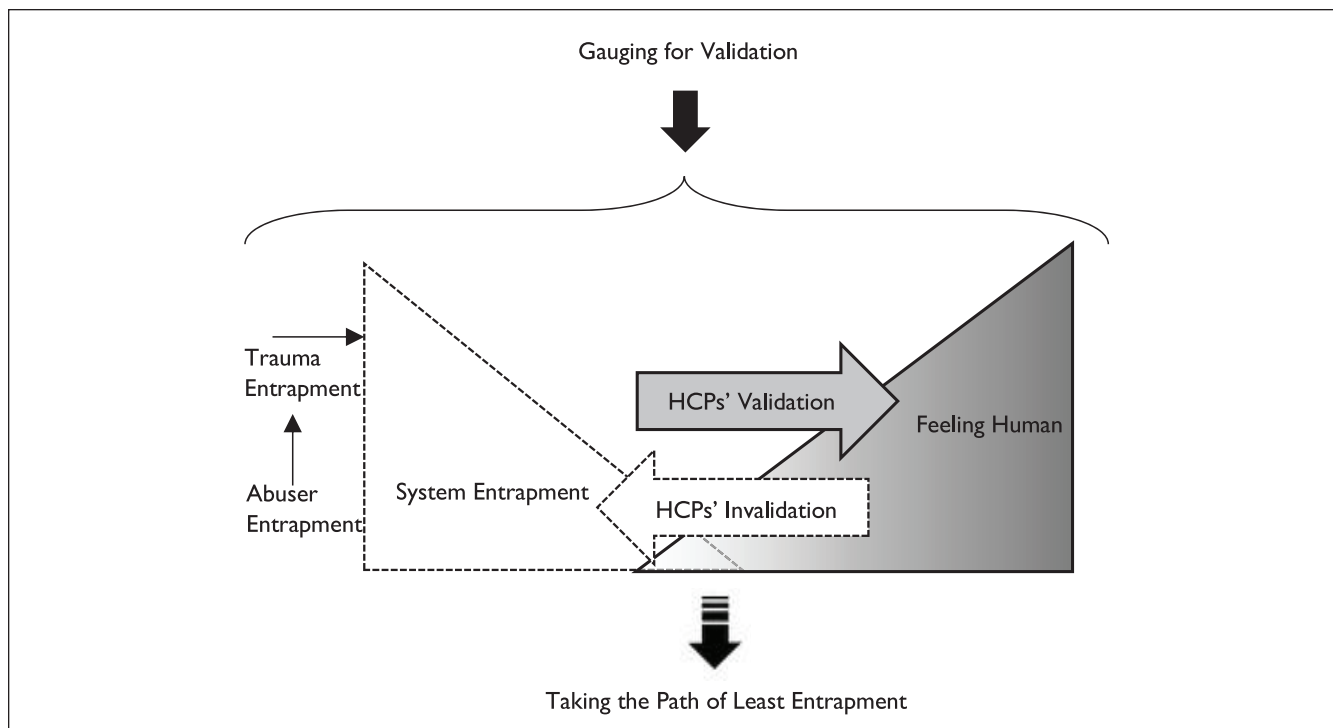 Gauging for Validation
Trauma
Entrapment
HCPs' Validation
Feeling Human
Abuser
Entrapment
System Entrapment
HCPs' Invalidation
Taking the Path of Least Entrapment